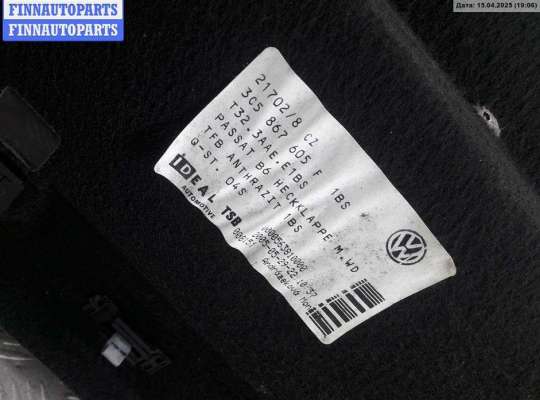 FINNAUTOPARTS
FINNAUTOPARTS
Дата: 15.04.2025 (19:06)
21702/8 CZ
3C5 867 605 F 1BS
T32.3AAE.E1BS
PASSAT B6 HECKKLAPPE M.WD
TFB ANTHRAZIT 1BS
Q-ST. 04S
IDEAL TSB
AUTOMOTIVE